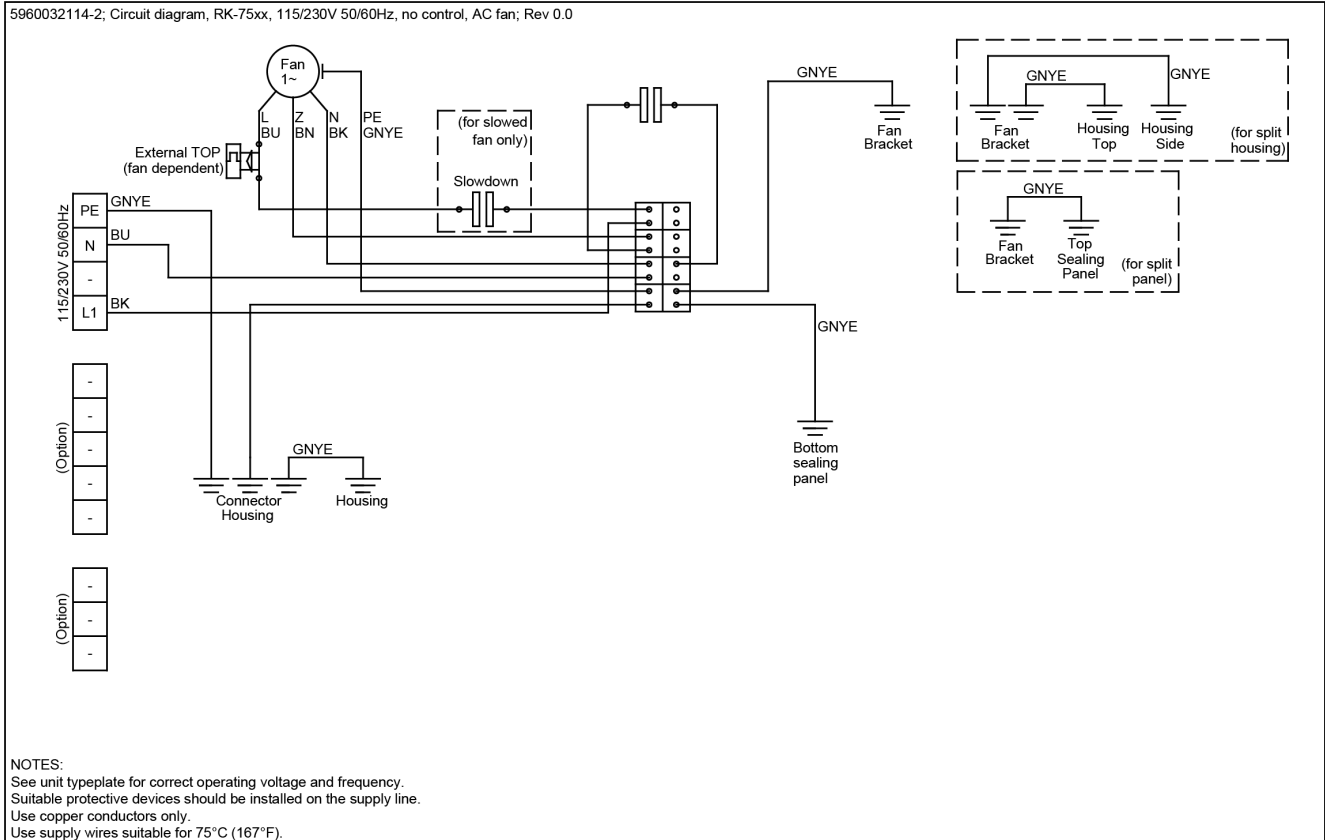 5960032114-2; Circuit diagram, RK-75xx, 115/230V 50/60Hz, no control, AC fan; Rev 0.0
Fan
1~
L
BU
Z
BN
N
BK
PE
GNYE
External TOP
(fan dependent)
(for slowed
fan only)
Slowdown
GNYE
Fan
Bracket
GNYE
GNYE
Fan
Bracket
Housing
Top
Housing
Side
(for split
housing)
GNYE
Fan
Bracket
Top
Sealing
Panel
(for split
panel)
115/230V 50/60Hz
PE
GNYE
N
BU
-
L1
BK
GNYE
Bottom
sealing
panel
(Option)
-
-
-
-
-
GNYE
Connector
Housing
Housing
(Option)
-
-
-
NOTES:
See unit typeplate for correct operating voltage and frequency.
Suitable protective devices should be installed on the supply line.
Use copper conductors only.
Use supply wires suitable for 75°C (167°F).